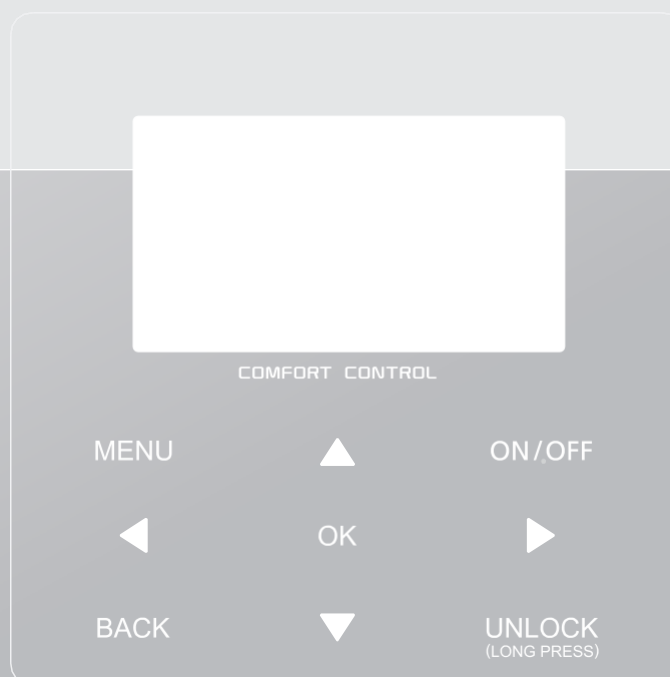 COMFORT CONTROL
MENU
ON/OFF
OK
BACK
UNLOCK
(LONG PRESS)